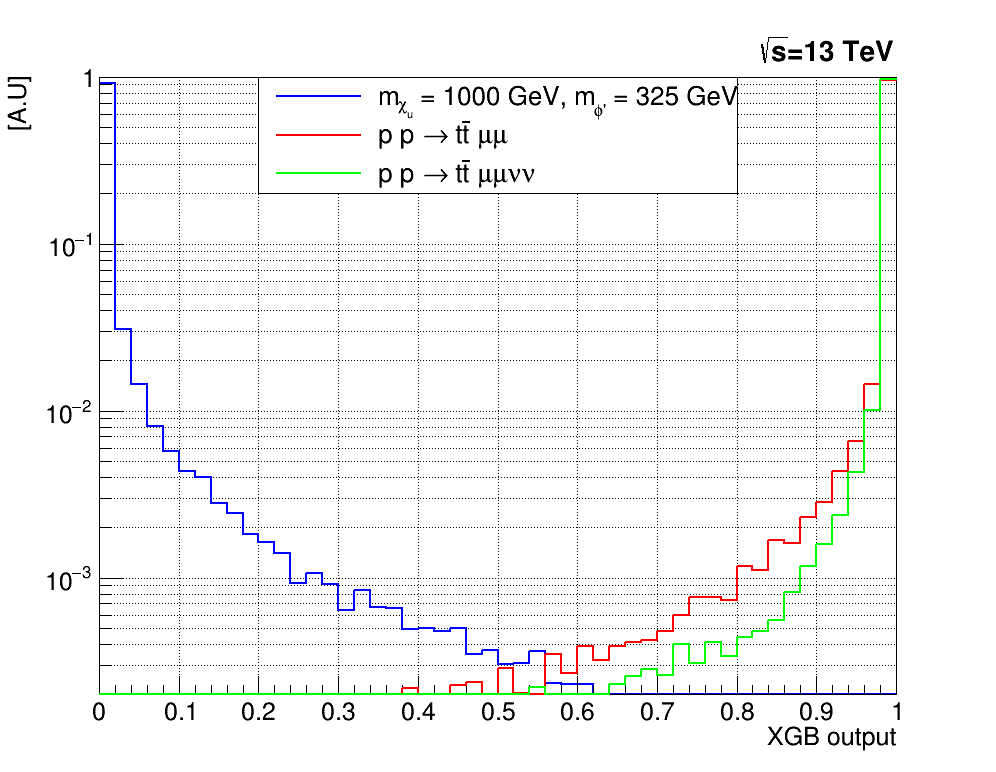 √s=13 TeV
[A.U]
m_χ_u = 1000 GeV, m_ϕ' = 325 GeV
p p → tt̄ μμ
p p → tt̄ μμνν
1
10⁻¹
10⁻²
10⁻³
0 0.1 0.2 0.3 0.4 0.5 0.6 0.7 0.8 0.9 1
XGB output